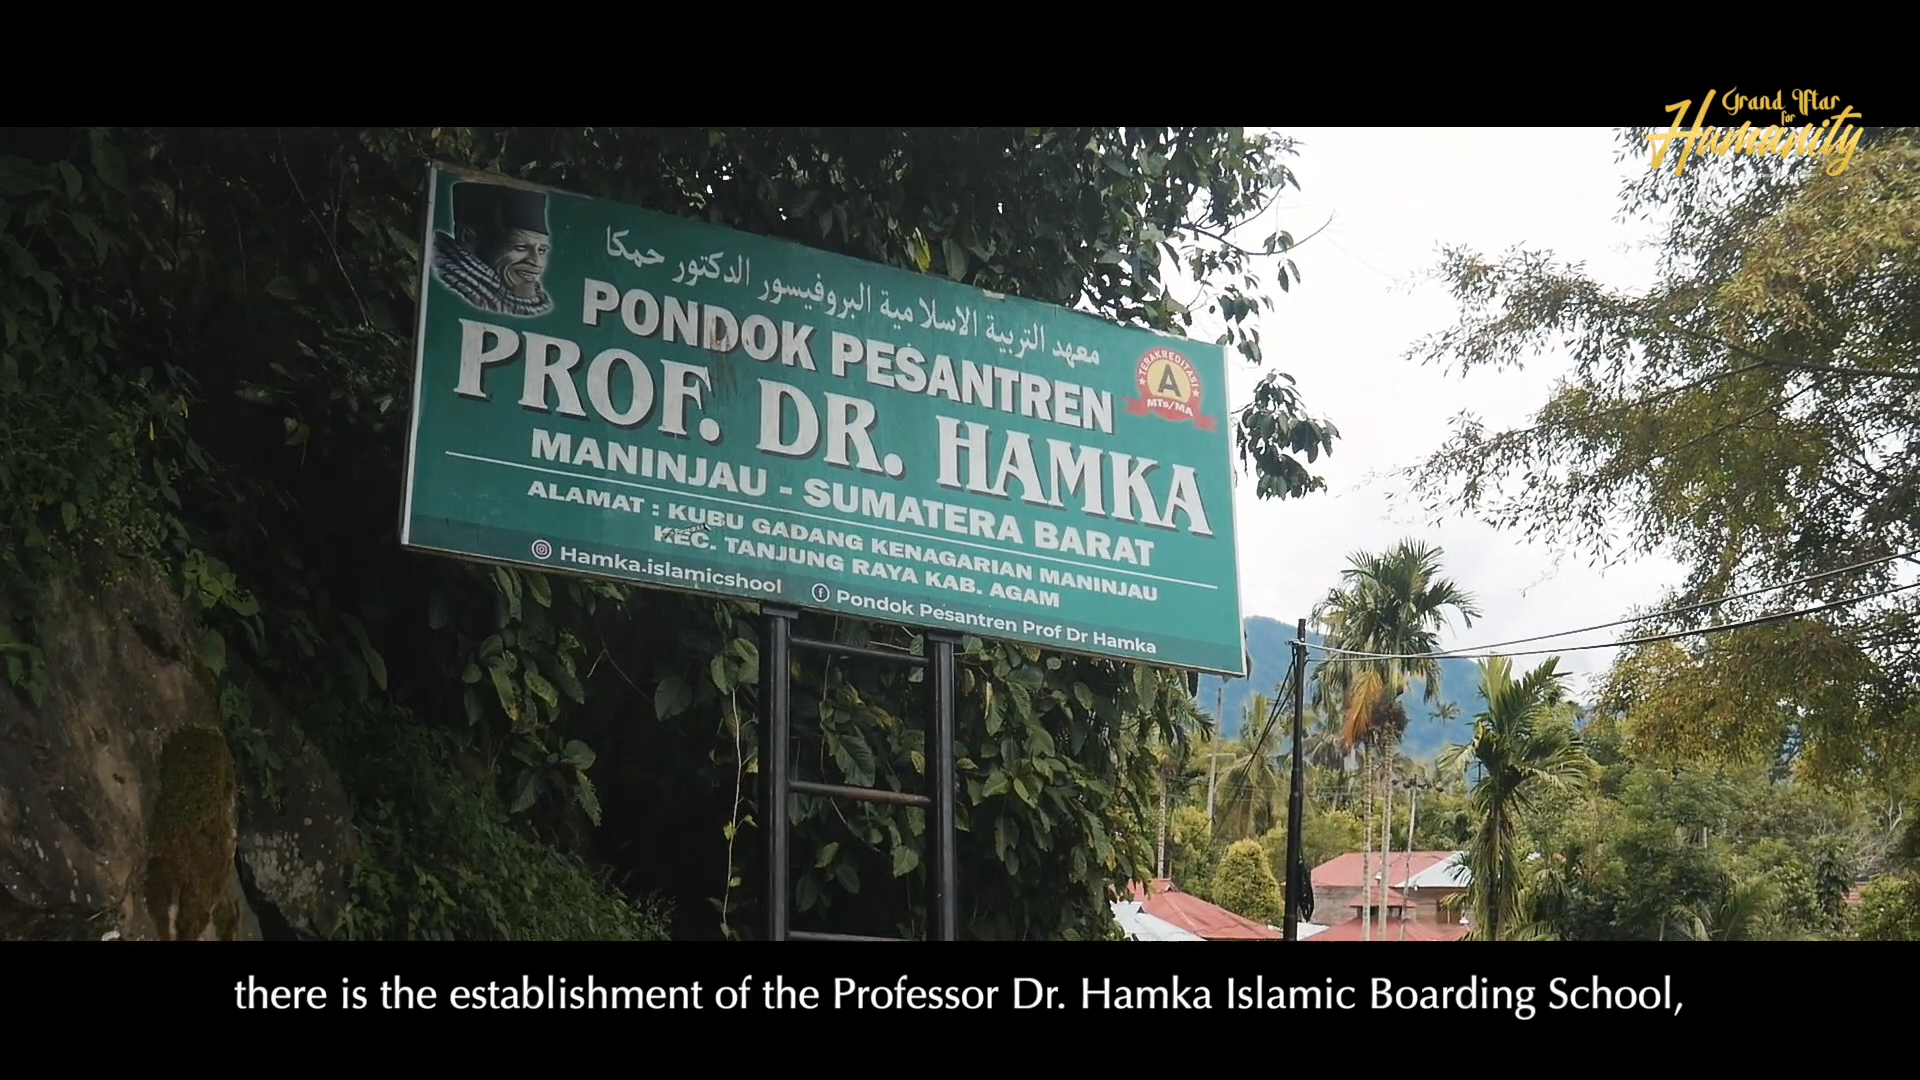 Grand Iftar
for
Humanity
معهد التربية الاسلامية البروفيسور الدكتور حمكا
PONDOK PESANTREN
PROF. DR. HAMKA
MANINJAU - SUMATERA BARAT
TERAKREDITASI
A
MTs/MA
ALAMAT : KUBU GADANG KENAGARIAN MANINJAU
KEC. TANJUNG RAYA KAB. AGAM
Hamka.islamicshool Pondok Pesantren Prof Dr Hamka
there is the establishment of the Professor Dr. Hamka Islamic Boarding School,